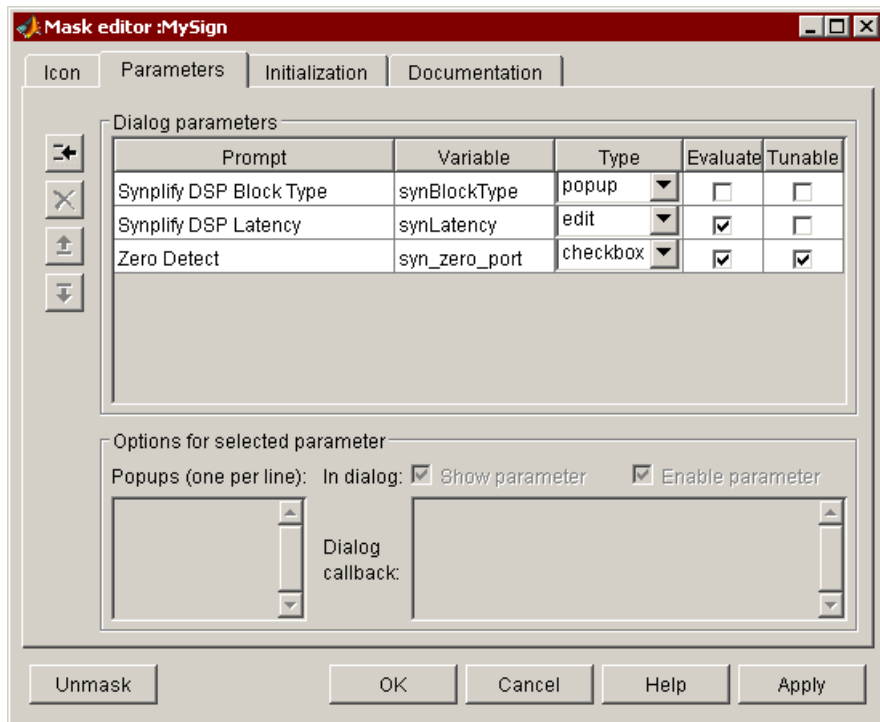 Mask editor :MySign
Icon Parameters Initialization Documentation
Dialog parameters
Prompt Variable Type Evaluate Tunable
Synplify DSP Block Type synBlockType popup
Synplify DSP Latency synLatency edit
Zero Detect syn_zero_port checkbox
Options for selected parameter
Popups (one per line): In dialog: Show parameter Enable parameter
Dialog
callback:
Unmask OK Cancel Help Apply